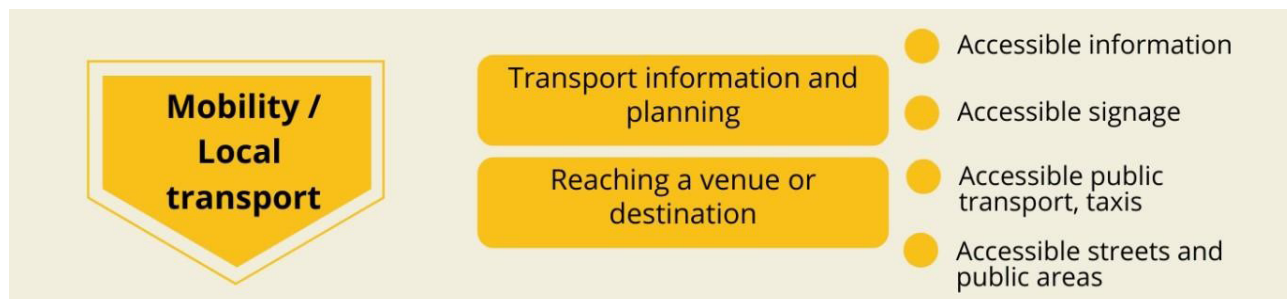 Mobility /
Local
transport
Transport information and
planning
Reaching a venue or
destination
Accessible information
Accessible signage
Accessible public
transport, taxis
Accessible streets and
public areas